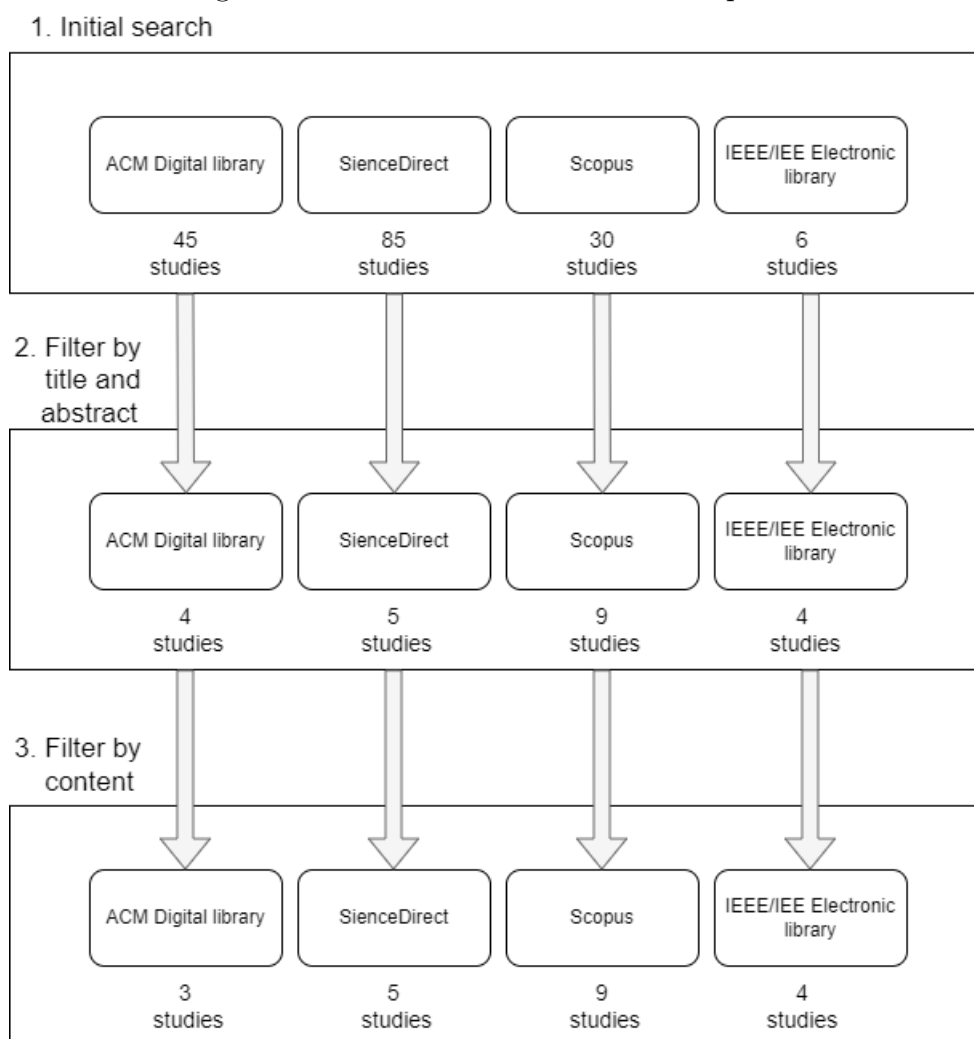 1. Initial search
ACM Digital library
SienceDirect
Scopus
IEEE/IEE Electronic
library
45
studies
85
studies
30
studies
6
studies
2. Filter by
title and
abstract
ACM Digital library
SienceDirect
Scopus
IEEE/IEE Electronic
library
4
studies
5
studies
9
studies
4
studies
3. Filter by
content
ACM Digital library
SienceDirect
Scopus
IEEE/IEE Electronic
library
3
studies
5
studies
9
studies
4
studies